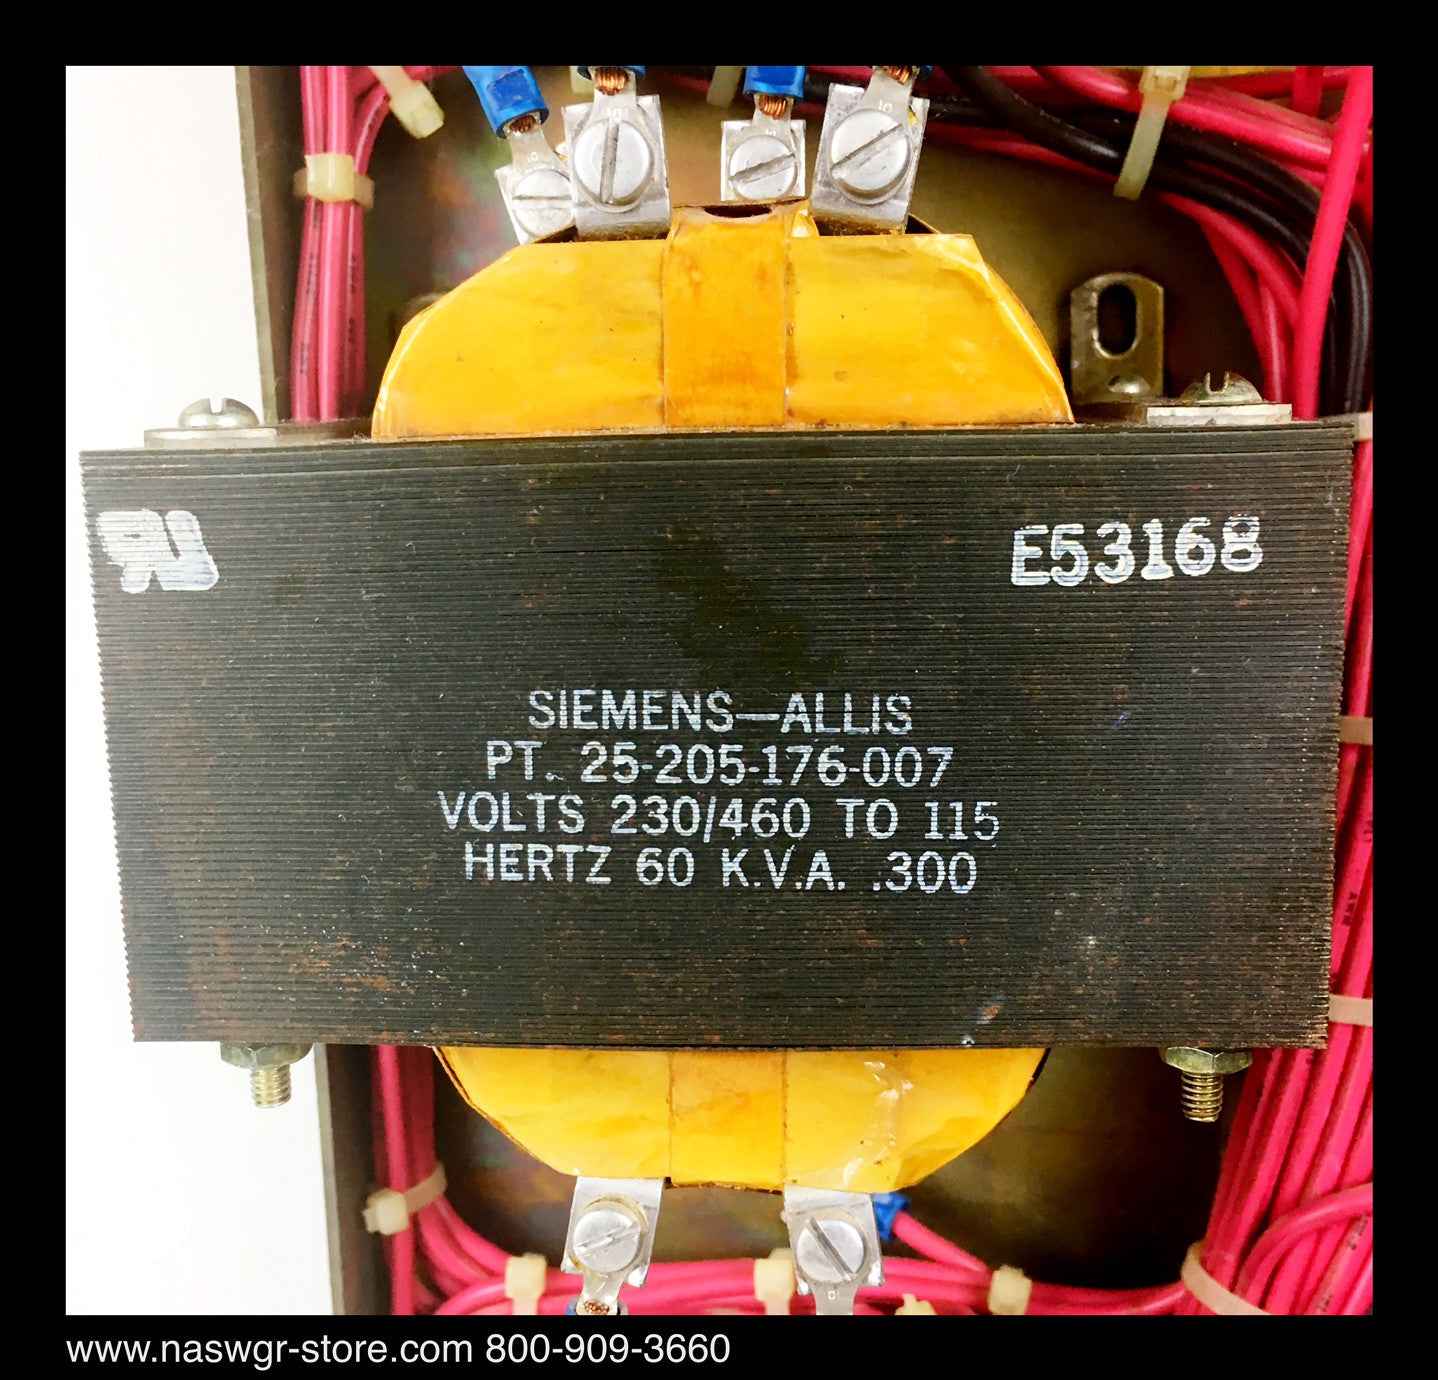 E53168
SIEMENS—ALLIS
PT. 25-205-176-007
VOLTS 230/460 TO 115
HERTZ 60 K.V.A. .300
www.naswgr-store.com 800-909-3660